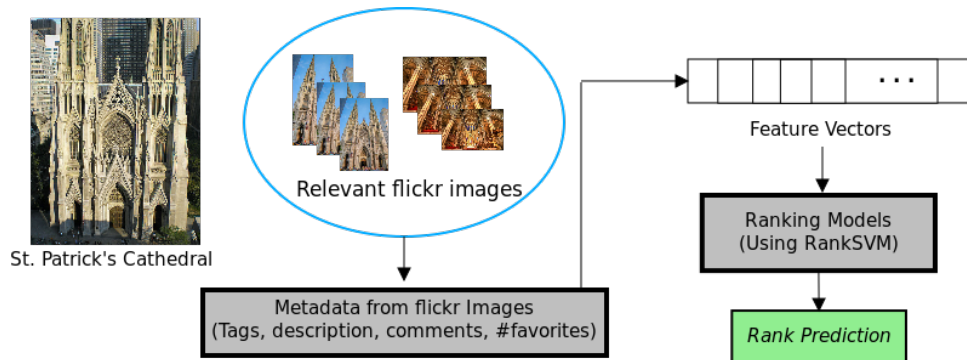 St. Patrick's Cathedral
Relevant flickr images
Metadata from flickr Images
(Tags, description, comments, #favorites)
...
Feature Vectors
Ranking Models
(Using RankSVM)
Rank Prediction